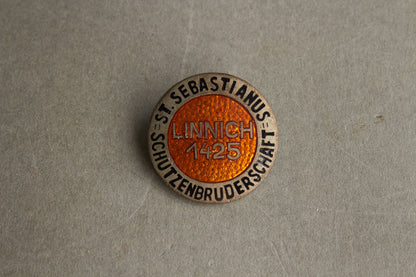 ST. SEBASTIANUS
SCHÜTZENBRUDERSCHAFT
LINNICH
1425